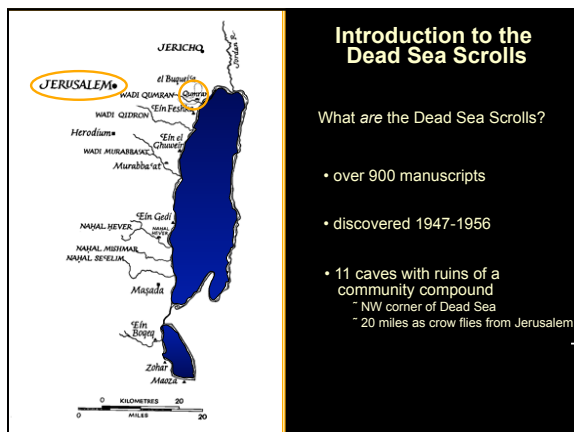 JERICHO
Jordan R.
el Buqei'a
JERUSALEM
WADI QUMRAN
Qumran
Ein Feshkha
WADI QIDRON
Herodium
Ein el
Ghuweir
WADI MURABBA'AT
Murabba'at
Ein Gedi
NAHAL HEVER
NAHAL
HEVER
NAHAL MISHMAR
NAHAL SE'ELIM
Masada
Ein
Boqeq
Zohar
Maoza
0 KILOMETRES 20
0 MILES 20
Introduction to the
Dead Sea Scrolls
What are the Dead Sea Scrolls?
• over 900 manuscripts
• discovered 1947-1956
• 11 caves with ruins of a
community compound
- NW corner of Dead Sea
- 20 miles as crow flies from Jerusalem